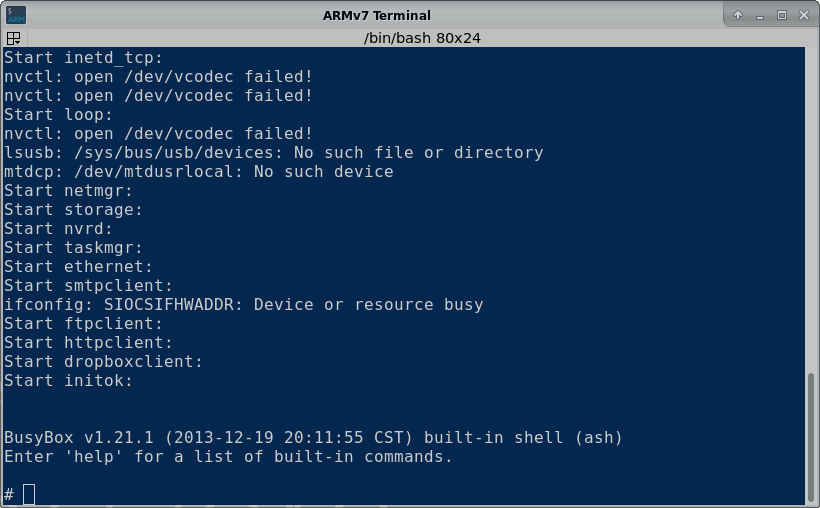 S
ARM
ARMv7 Terminal
/bin/bash 80x24
Start inetd_tcp:
nvctl: open /dev/vcodec failed!
nvctl: open /dev/vcodec failed!
Start loop:
nvctl: open /dev/vcodec failed!
lsusb: /sys/bus/usb/devices: No such file or directory
mtdcp: /dev/mtdusrlocal: No such device
Start netmgr:
Start storage:
Start nvrd:
Start taskmgr:
Start ethernet:
Start smtpclient:
ifconfig: SIOCSIFHWADDR: Device or resource busy
Start ftpclient:
Start httpclient:
Start dropboxclient:
Start initok:
BusyBox v1.21.1 (2013-12-19 20:11:55 CST) built-in shell (ash)
Enter 'help' for a list of built-in commands.
#